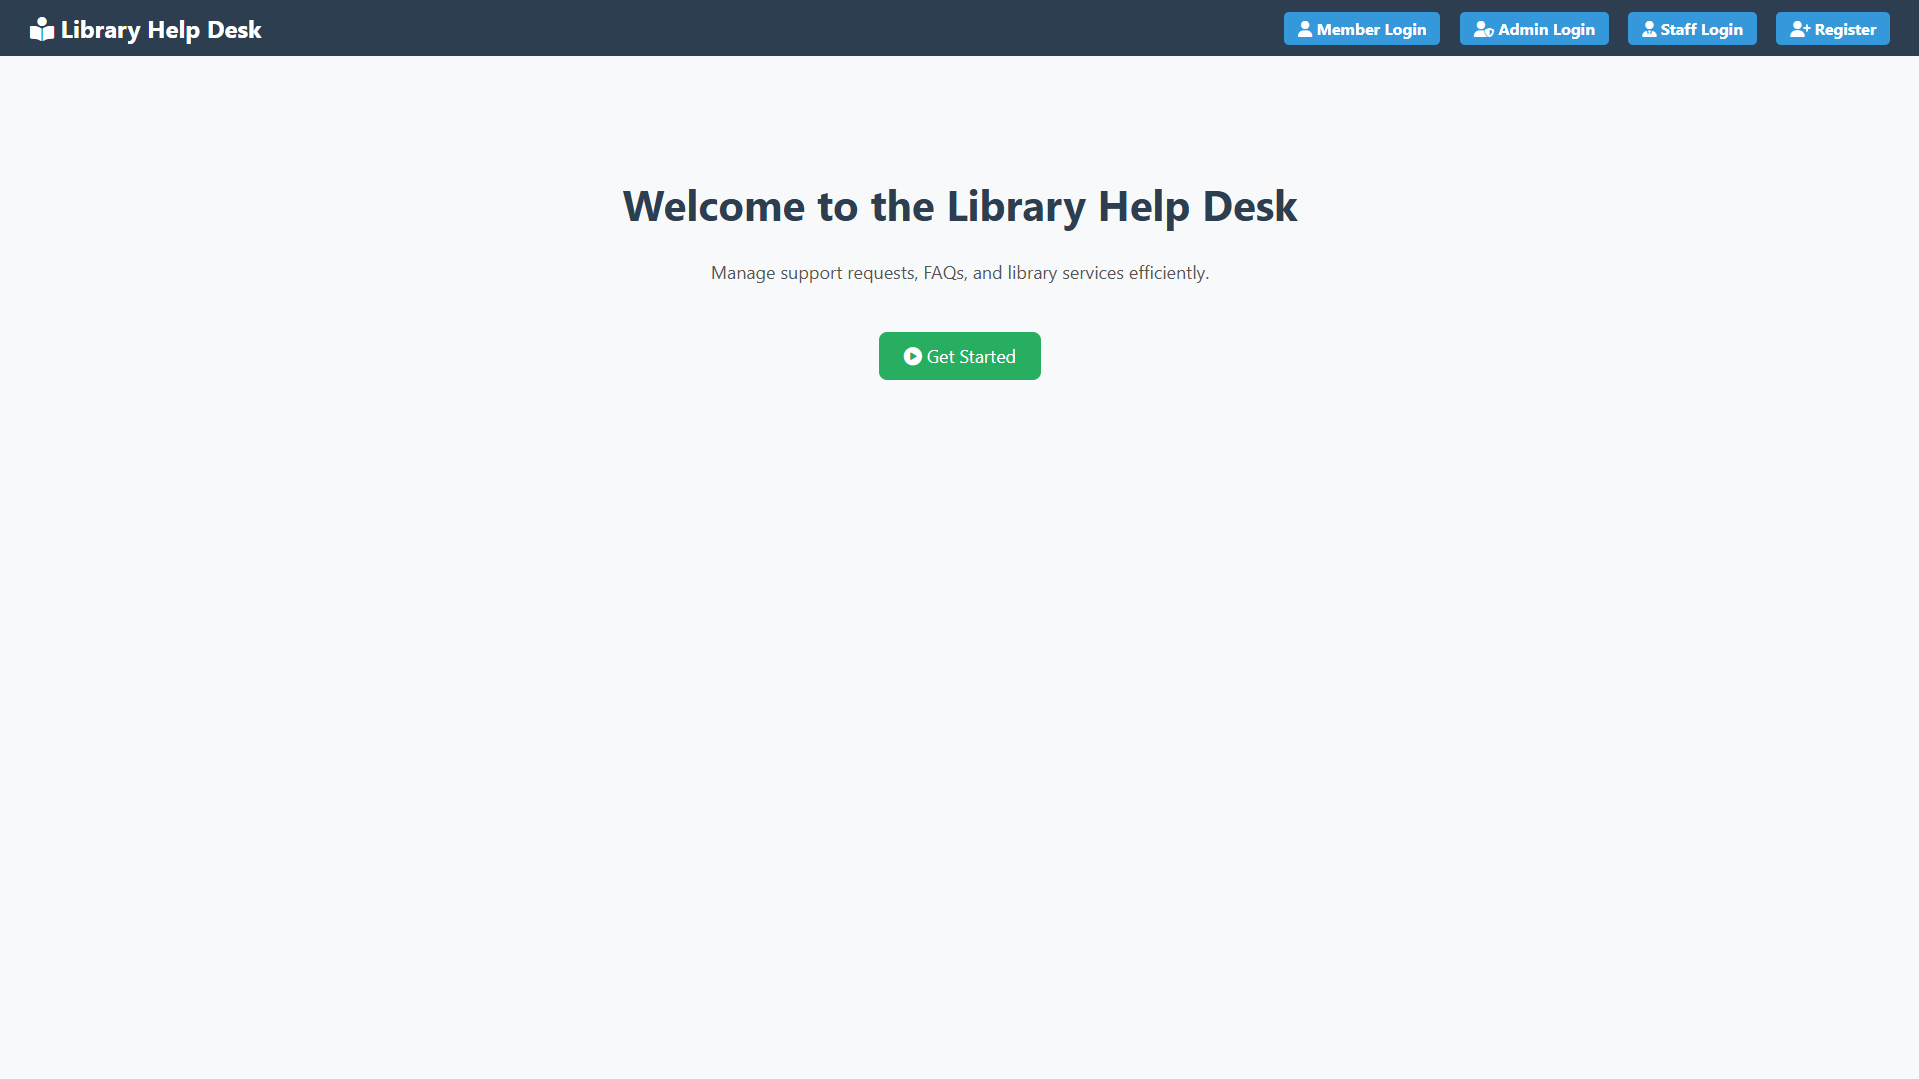 Library Help Desk
Member Login
Admin Login
Staff Login
Register
Welcome to the Library Help Desk
Manage support requests, FAQs, and library services efficiently.
Get Started